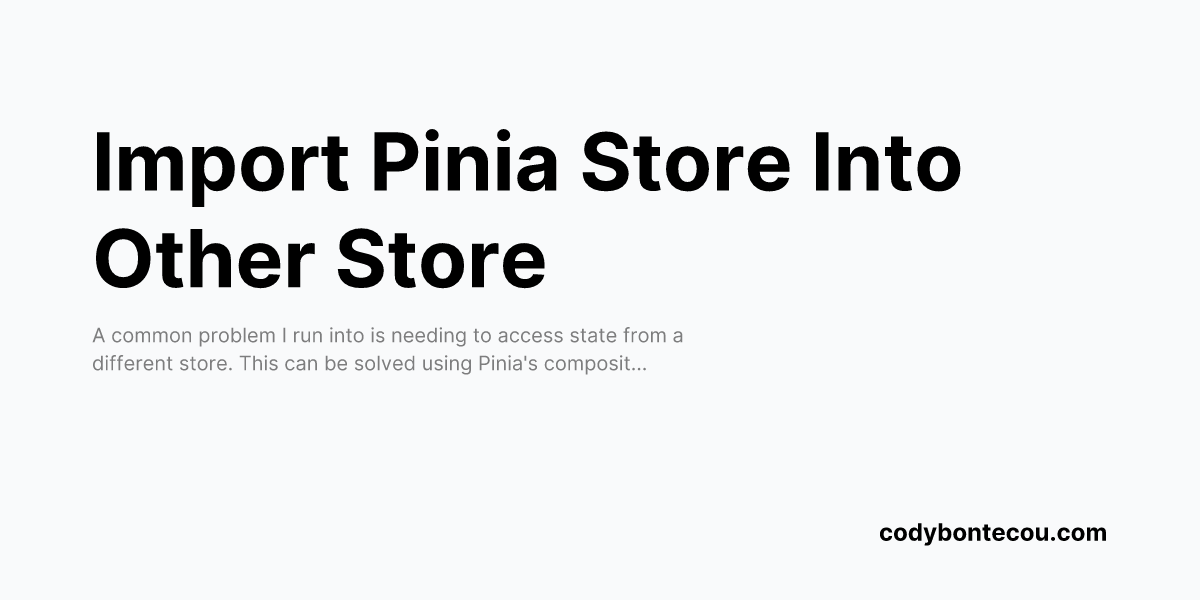 Import Pinia Store Into
Other Store
A common problem I run into is needing to access state from a
different store. This can be solved using Pinia's composit...
codybontecou.com